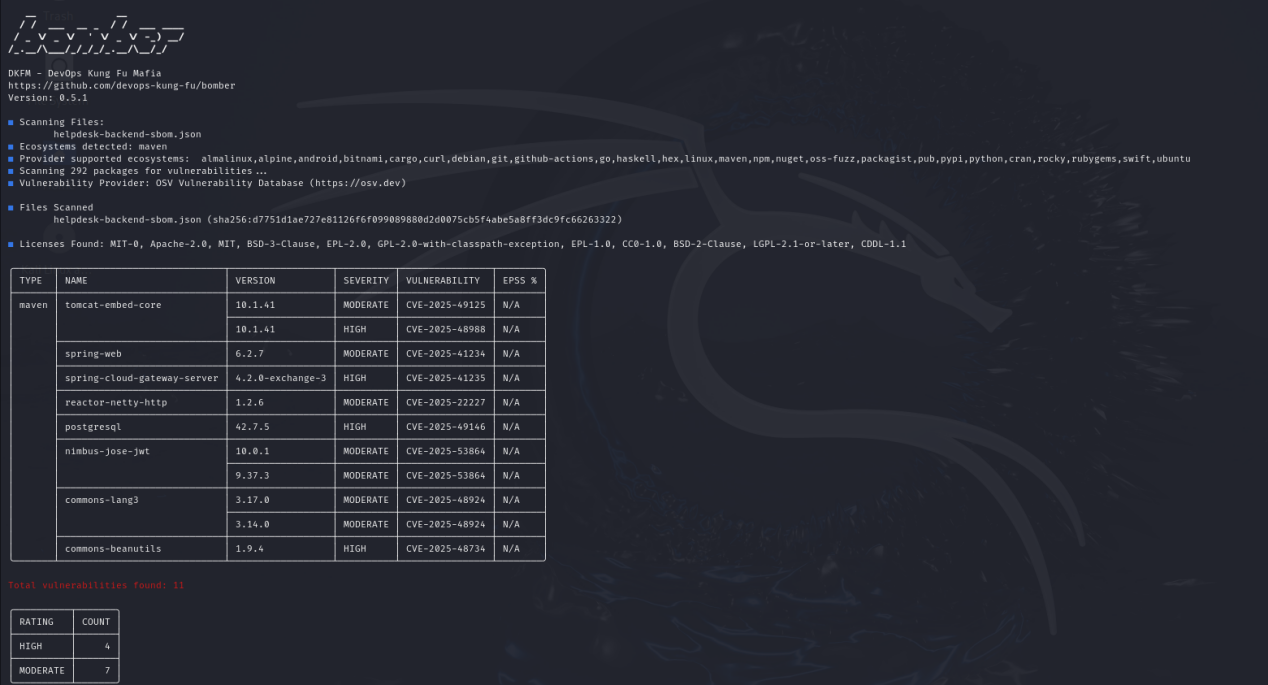 Trash
bomber
DKFM - DevOps Kung Fu Mafia
https://github.com/devops-kung-fu/bomber
Version: 0.5.1
■ Scanning Files:
helpdesk-backend-sbom.json
■ Ecosystems detected: maven
■ Provider supported ecosystems: almalinux,alpine,android,bitnami,cargo,curl,debian,git,github-actions,go,haskell,hex,linux,maven,npm,nuget,oss-fuzz,packagist,pub,pypi,python,cran,rocky,rubygems,swift,ubuntu
■ Scanning 292 packages for vulnerabilities...
■ Vulnerability Provider: OSV Vulnerability Database (https://osv.dev)
■ Files Scanned
helpdesk-backend-sbom.json (sha256:d7751d1ae727e81126f6f099089880d2d0075cb5f4abe5a8ff3dc9fc66263322)
■ Licenses Found: MIT-0, Apache-2.0, MIT, BSD-3-Clause, EPL-2.0, GPL-2.0-with-classpath-exception, EPL-1.0, CC0-1.0, BSD-2-Clause, LGPL-2.1-or-later, CDDL-1.1
TYPE NAME VERSION SEVERITY VULNERABILITY EPSS %
maven tomcat-embed-core 10.1.41 MODERATE CVE-2025-49125 N/A
10.1.41 HIGH CVE-2025-48988 N/A
spring-web 6.2.7 MODERATE CVE-2025-41234 N/A
spring-cloud-gateway-server 4.2.0-exchange-3 HIGH CVE-2025-41235 N/A
reactor-netty-http 1.2.6 MODERATE CVE-2025-22227 N/A
postgresql 42.7.5 HIGH CVE-2025-49146 N/A
nimbus-jose-jwt 10.0.1 MODERATE CVE-2025-53864 N/A
9.37.3 MODERATE CVE-2025-53864 N/A
commons-lang3 3.17.0 MODERATE CVE-2025-48924 N/A
3.14.0 MODERATE CVE-2025-48924 N/A
commons-beanutils 1.9.4 HIGH CVE-2025-48734 N/A
Total vulnerabilities found: 11
RATING COUNT
HIGH 4
MODERATE 7